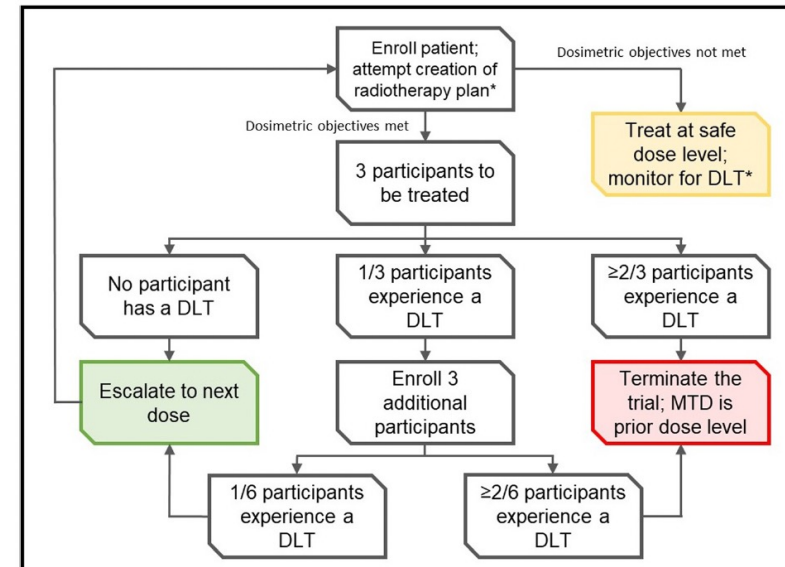 Enroll patient;
attempt creation of
radiotherapy plan*
Dosimetric objectives not met
Dosimetric objectives met
Treat at safe
dose level;
monitor for DLT*
3 participants to
be treated
No participant
has a DLT
1/3 participants
experience a
DLT
≥2/3 participants
experience a
DLT
Escalate to next
dose
Enroll 3
additional
participants
Terminate the
trial; MTD is
prior dose level
1/6 participants
experience a
DLT
≥2/6 participants
experience a
DLT